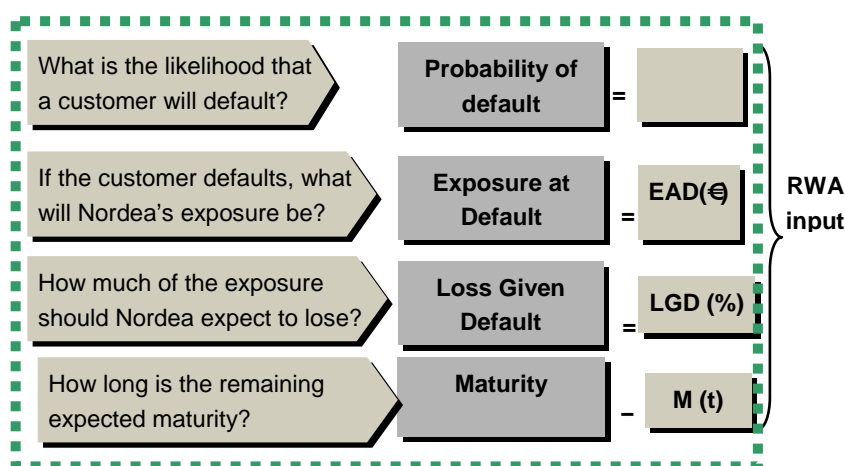 What is the likelihood that
a customer will default?
Probability of
default
=
If the customer defaults, what
will Nordea's exposure be?
Exposure at
Default
=
EAD(€)
How much of the exposure
should Nordea expect to lose?
Loss Given
Default
=
LGD (%)
How long is the remaining
expected maturity?
Maturity
–
M (t)
RWA
input